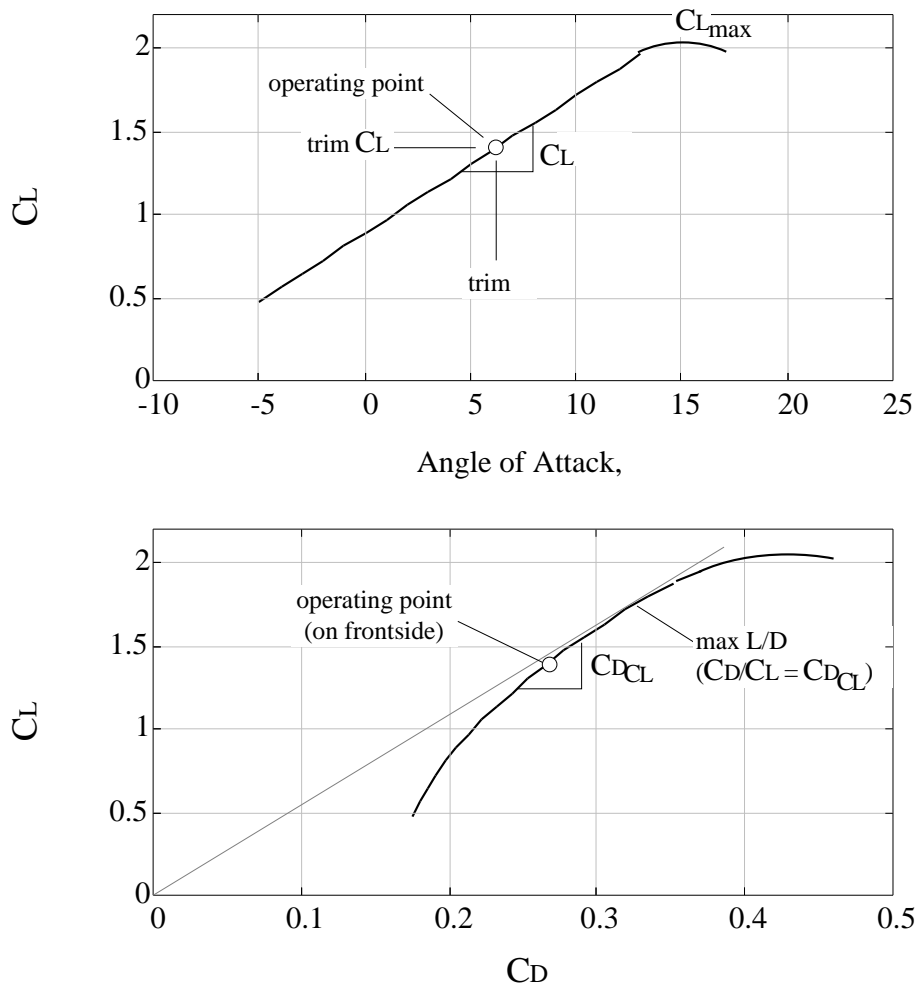 CLmax
2
operating point
1.5
trim CL
CL
CL
1
trim
0.5
0
-10 -5 0 5 10 15 20 25
Angle of Attack,
2
operating point
(on frontside)
max L/D
1.5
CDCL
(CD/CL = CDCL)
CL
1
0.5
0
0 0.1 0.2 0.3 0.4 0.5
CD